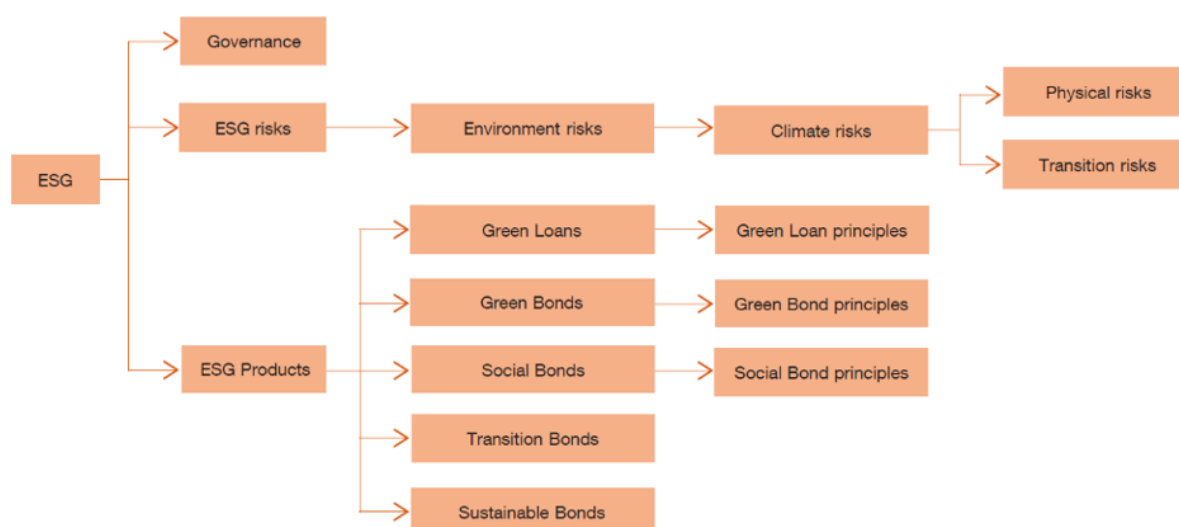 Governance
Physical risks
ESG risks
Environment risks
Climate risks
Transition risks
ESG
Green Loans
Green Loan principles
Green Bonds
Green Bond principles
ESG Products
Social Bonds
Social Bond principles
Transition Bonds
Sustainable Bonds